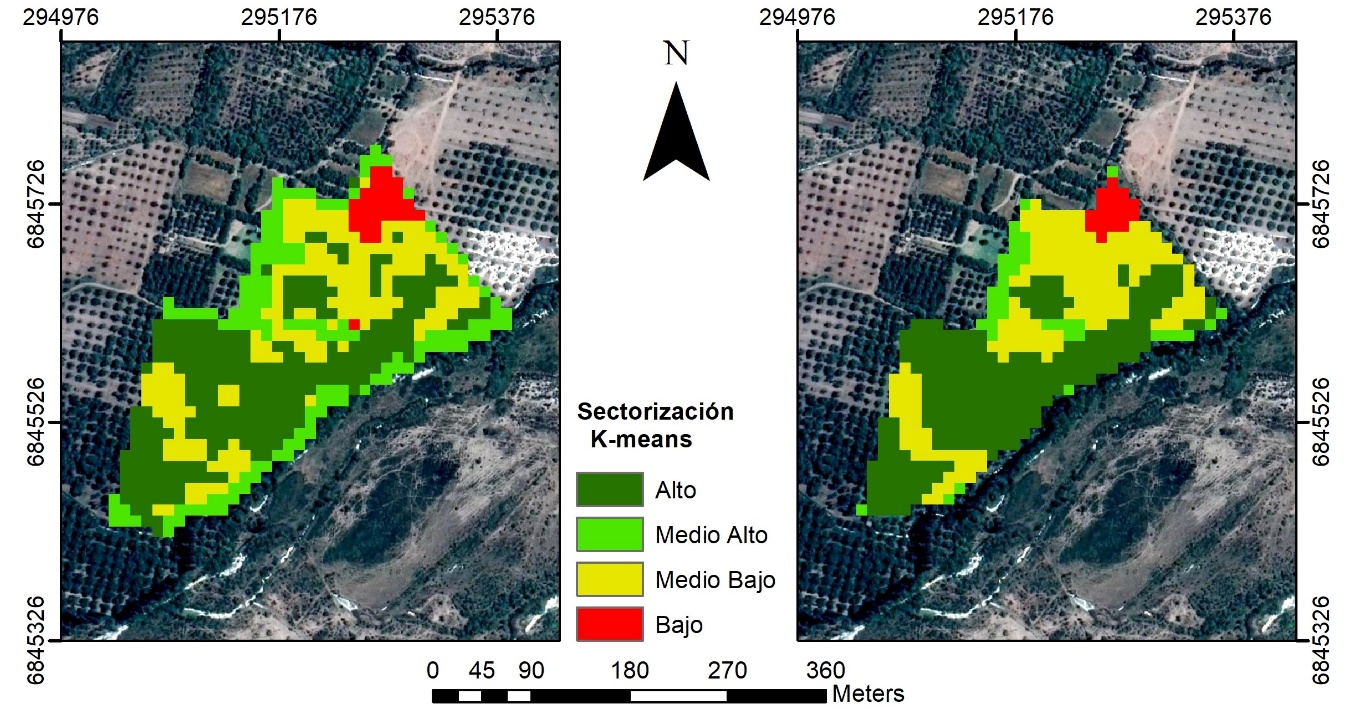 294976 295176 295376
294976 295176 295376
N
6845726
6845526
6845326
6845726
6845526
6845326
Sectorización
K-means
Alto
Medio Alto
Medio Bajo
Bajo
0 45 90 180 270 360
Meters